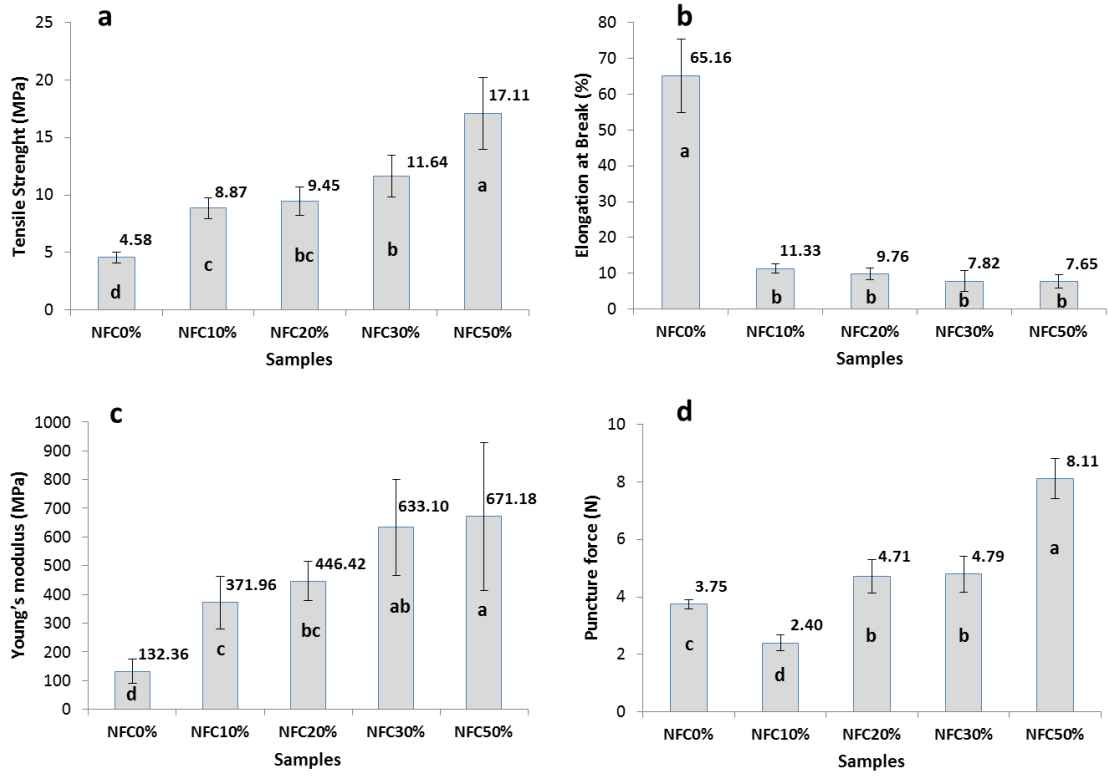 a
Tensile Strenght (MPa)
25
20
15
10
5
0
4.58
8.87
9.45
11.64
17.11
d
c
bc
b
a
NFC0% NFC10% NFC20% NFC30% NFC50%
Samples
b
Elongation at Break (%)
80
70
60
50
40
30
20
10
0
65.16
11.33
9.76
7.82
7.65
a
b
b
b
b
NFC0% NFC10% NFC20% NFC30% NFC50%
Samples
c
Young's modulus (MPa)
1000
900
800
700
600
500
400
300
200
100
0
132.36
371.96
446.42
633.10
671.18
d
c
bc
ab
a
NFC0% NFC10% NFC20% NFC30% NFC50%
Samples
d
Puncture force (N)
10
8
6
4
2
0
3.75
2.40
4.71
4.79
8.11
c
d
b
b
a
NFC0% NFC10% NFC20% NFC30% NFC50%
Samples